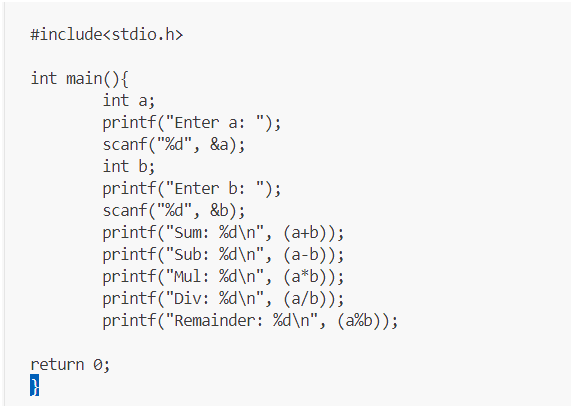 #include<stdio.h>

int main(){
        int a;
        printf("Enter a: ");
        scanf("%d", &a);
        int b;
        printf("Enter b: ");
        scanf("%d", &b);
        printf("Sum: %d\n", (a+b));
        printf("Sub: %d\n", (a-b));
        printf("Mul: %d\n", (a*b));
        printf("Div: %d\n", (a/b));
        printf("Remainder: %d\n", (a%b));

return 0;
}